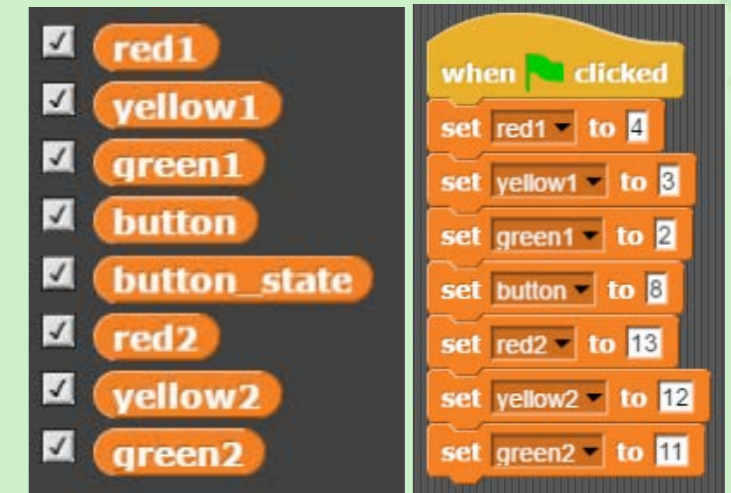 red1
yellow1
green1
button
button_state
red2
yellow2
green2
when clicked
set red1 to 4
set yellow1 to 3
set green1 to 2
set button to 8
set red2 to 13
set yellow2 to 12
set green2 to 11